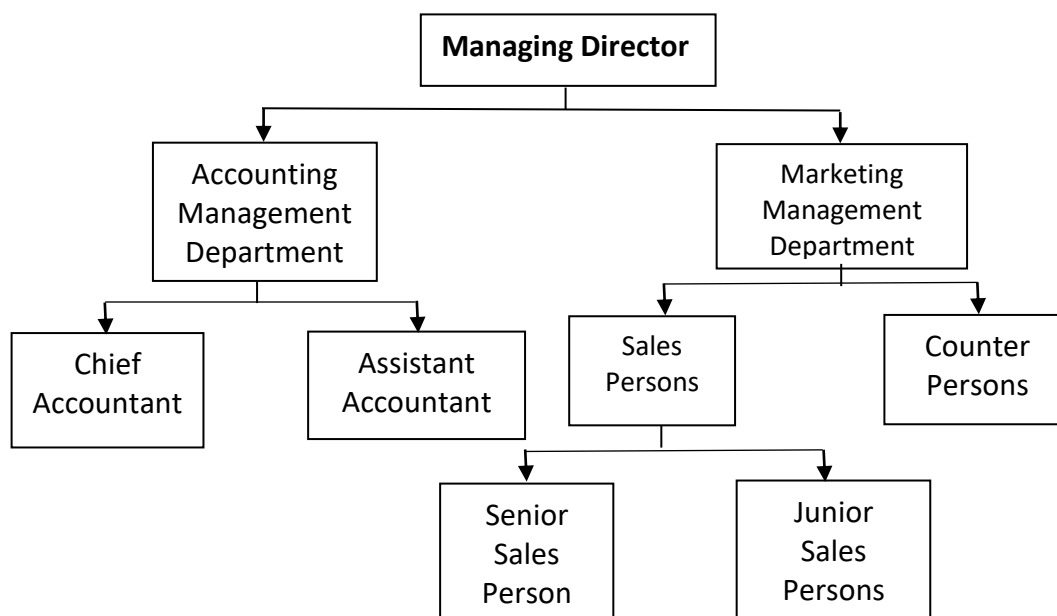 Managing Director
Accounting
Management
Department
Marketing
Management
Department
Chief
Accountant
Assistant
Accountant
Sales
Persons
Counter
Persons
Senior
Sales
Person
Junior
Sales
Persons